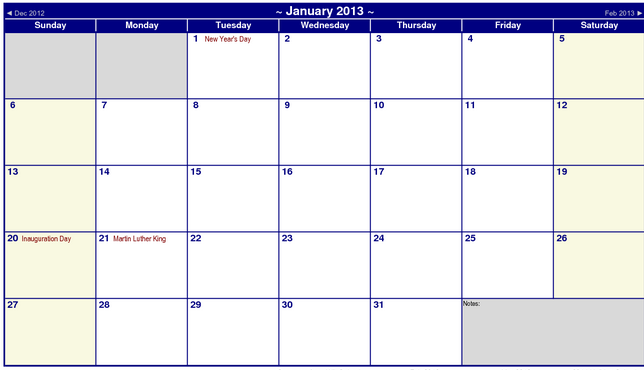 ◄ Dec 2012 ~ January 2013 ~ Feb 2013 ►
Sunday Monday Tuesday Wednesday Thursday Friday Saturday
1 New Year's Day 2 3 4 5
6 7 8 9 10 11 12
13 14 15 16 17 18 19
20 Inauguration Day 21 Martin Luther King 22 23 24 25 26
27 28 29 30 31 Notes: